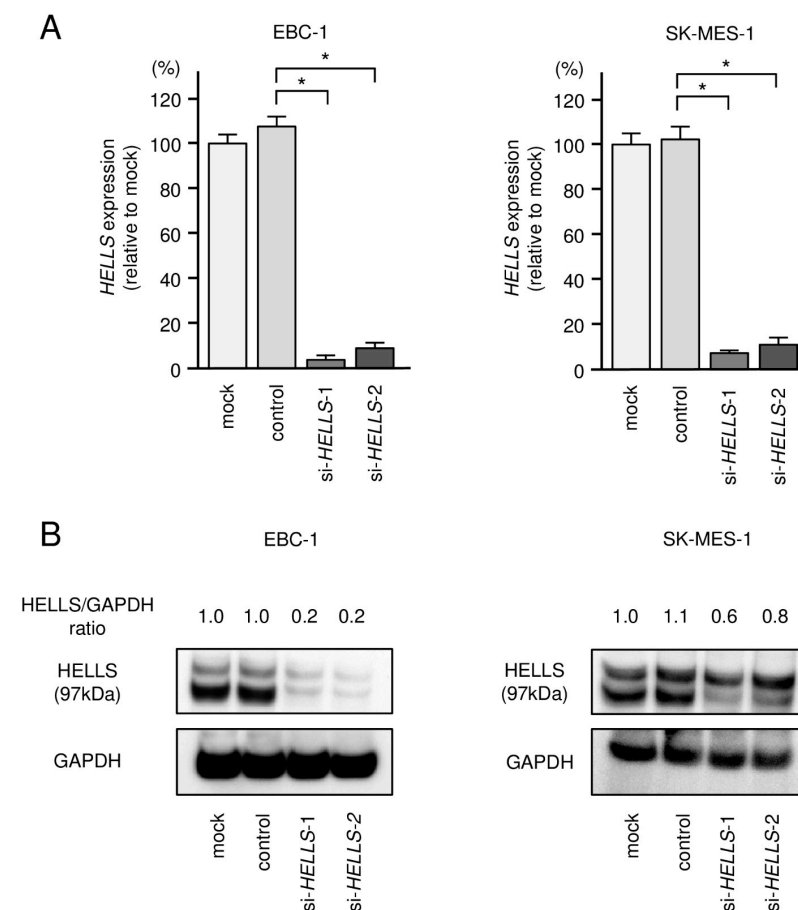 A
EBC-1
(%)
120
100
80
60
40
20
0
HELLS expression
(relative to mock)
*
*
mock
control
si-HELLS-1
si-HELLS-2
SK-MES-1
(%)
120
100
80
60
40
20
0
HELLS expression
(relative to mock)
*
*
mock
control
si-HELLS-1
si-HELLS-2
B
EBC-1
HELLS/GAPDH
ratio
1.0 1.0 0.2 0.2
HELLS
(97kDa)
GAPDH
mock
control
si-HELLS-1
si-HELLS-2
SK-MES-1
1.0 1.1 0.6 0.8
HELLS
(97kDa)
GAPDH
mock
control
si-HELLS-1
si-HELLS-2